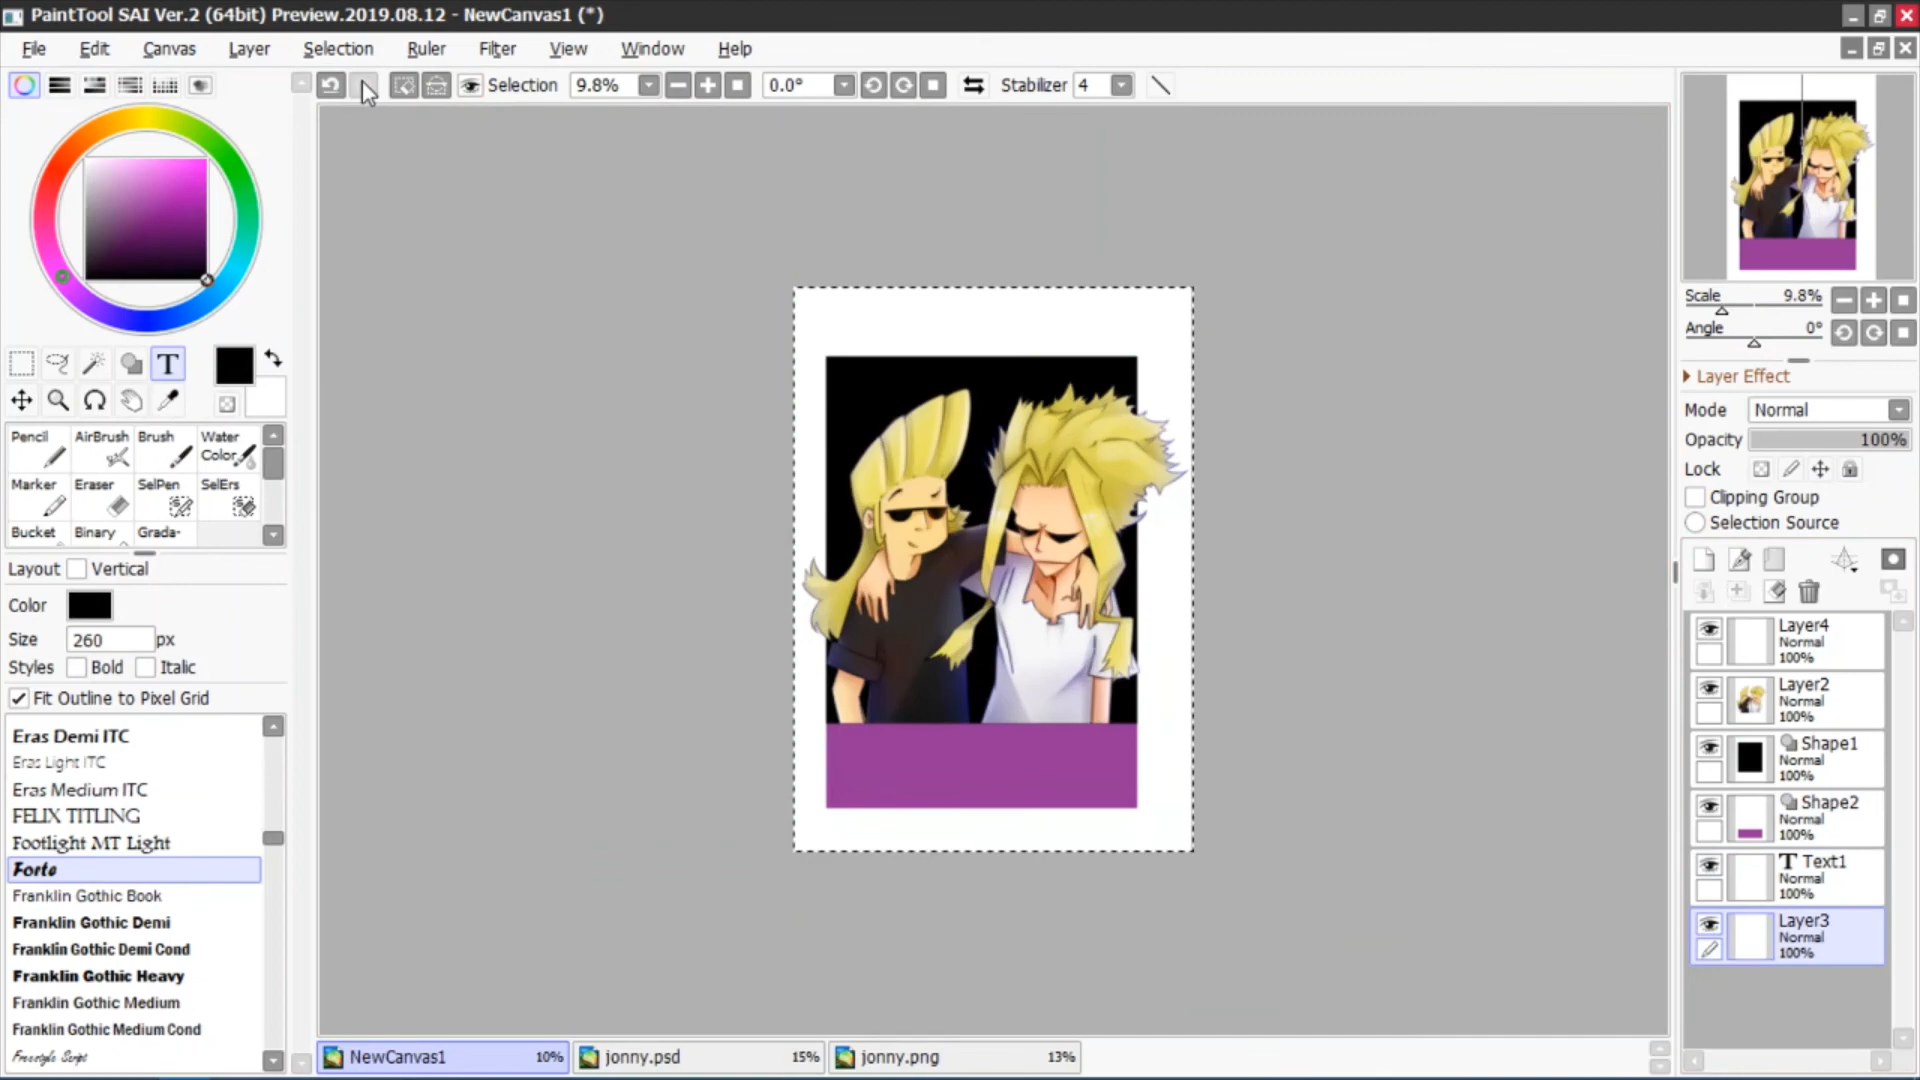 PaintTool SAI Ver.2 (64bit) Preview.2019.08.12 - NewCanvas1 (*)
File Edit Canvas Layer Selection Ruler Filter View Window Help
Selection 9.8% 0.0° Stabilizer 4
Scale 9.8%
Angle 0°
Layer Effect
Mode Normal
Opacity 100%
Lock
Clipping Group
Selection Source
T
Pencil AirBrush Brush Water Color
Marker Eraser SelPen SelErs
Bucket Binary Grada-
Layout Vertical
Color
Size 260 px
Styles Bold Italic
Fit Outline to Pixel Grid
Eras Demi ITC
Eras Light ITC
Eras Medium ITC
FELIX TITLING
Footlight MT Light
Forte
Franklin Gothic Book
Franklin Gothic Demi
Franklin Gothic Demi Cond
Franklin Gothic Heavy
Franklin Gothic Medium
Franklin Gothic Medium Cond
Freestyle Script
Layer4
Normal
100%
Layer2
Normal
100%
Shape1
Normal
100%
Shape2
Normal
100%
T Text1
Normal
100%
Layer3
Normal
100%
NewCanvas1 10% jonny.psd 15% jonny.png 13%